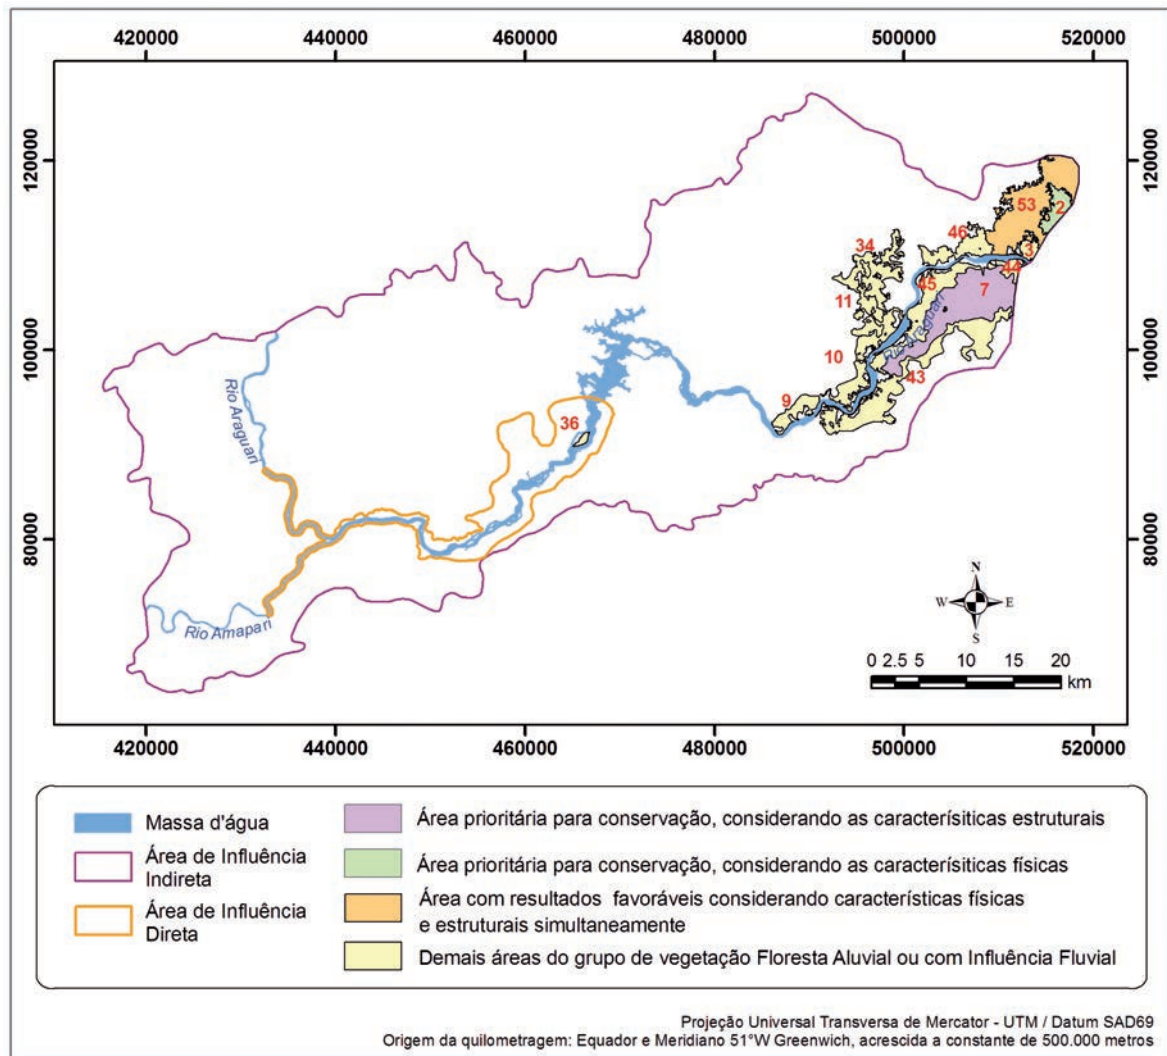 420000 440000 460000 480000 500000 520000
120000 120000
53 2
46
34 3
44
45
7
11
Rio Araguari
100000 100000
10
43
9
36
Rio Araguari
80000 80000
Rio Amapari
N
W E
S
0 2.5 5 10 15 20
km
420000 440000 460000 480000 500000 520000
Massa d'água
Área de Influência
Indireta
Área de Influência
Direta
Área prioritária para conservação, considerando as caracterísiticas estruturais
Área prioritária para conservação, considerando as caracterísiticas físicas
Área com resultados favoráveis considerando características físicas
e estruturais simultaneamente
Demais áreas do grupo de vegetação Floresta Aluvial ou com Influência Fluvial
Projeção Universal Transversa de Mercator - UTM / Datum SAD69
Origem da quilometragem: Equador e Meridiano 51°W Greenwich, acrescida a constante de 500.000 metros